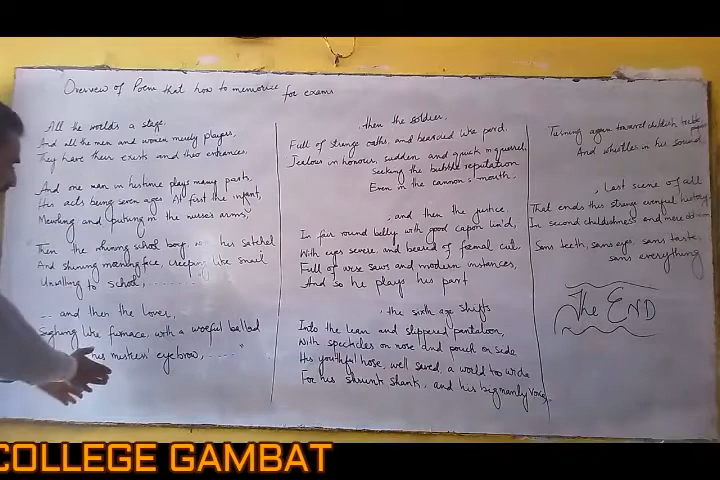 Overview of Poem that how to memorize for exams
All the world's a stage,
And all the men and women merely players,
They have their exists and their entrances.
And one man in his time plays many parts,
His acts being seven ages. At first the infant,
Mewling and puking in the nurse's arms,
Then the whining school boy, with his Satchel
And shining morning face, creeping like snail
Unwilling to school, ........
... and then the Lover,
Sighing like furnace, with a woeful ballad
his mistress' eyebrow, ...."
, then the soldier,
Full of strange oaths, and bearded like pard,
Jealous in honour, sudden and quick in quarrel,
Seeking the bubble reputation
Even in the cannon's mouth.
, and then the justice,
In fair round belly with good capon lin'd,
With eyes severe, and beared of formal cut,
Full of wise saws and modern instances,
And so he plays his part
, the sixth age shifts
Into the lean and slippered pantaloon,
With spectacles on nose and pouch on side
His youthful hose, well saved, a world too wide
For his shrunk shank, and his big manly voice,
Turning again toward childish treble, pipes
And whistles in his sound
, Last scene of all
That ends this strange eventful history,
In second childishness and mere oblivion
Sans teeth, sans eyes, sans taste,
sans everything
The END
COLLEGE GAMBAT